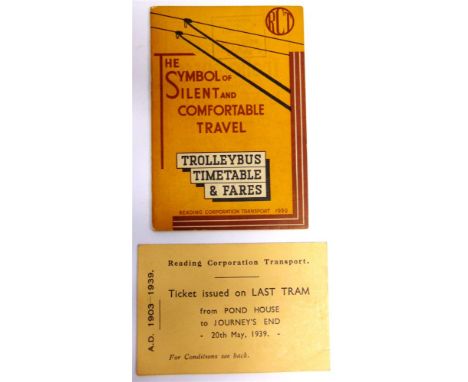 RCT
THE
SYMBOL OF
SILENT AND
COMFORTABLE
TRAVEL
TROLLEYBUS
TIMETABLE
& FARES
READING CORPORATION TRANSPORT 1950
A.D. 1903-1939.
Reading Corporation Transport.
Ticket issued on LAST TRAM
from POND HOUSE
to JOURNEY'S END
- 20th May, 1939. -
For Conditions see back.